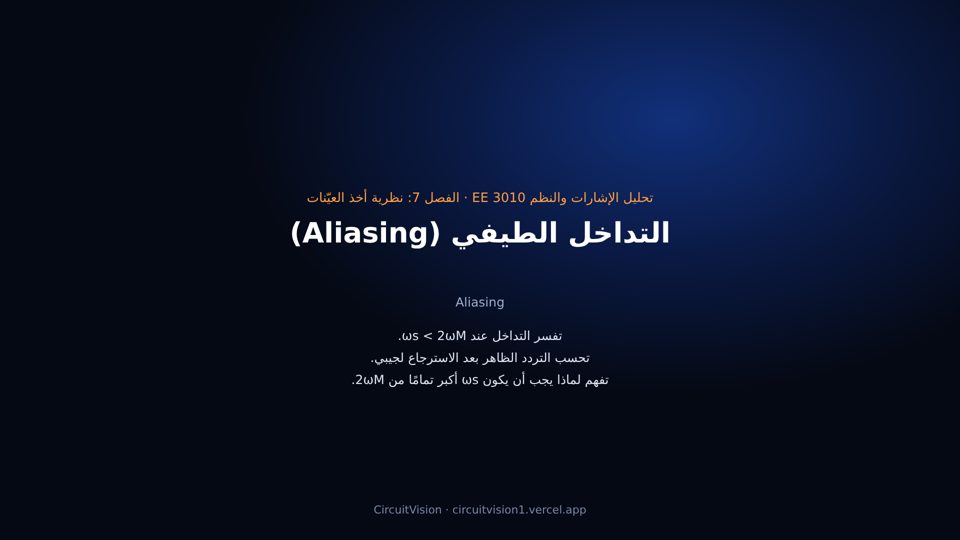 تحليل الإشارات والنظم EE 3010 · الفصل 7: نظرية أخذ العيّنات
التداخل الطيفي (Aliasing)
Aliasing
تفسر التداخل عند ωs < 2ωM.
تحسب التردد الظاهر بعد الاسترجاع لجيبي.
تفهم لماذا يجب أن يكون ωs أكبر تمامًا من 2ωM.
CircuitVision · circuitvision1.vercel.app